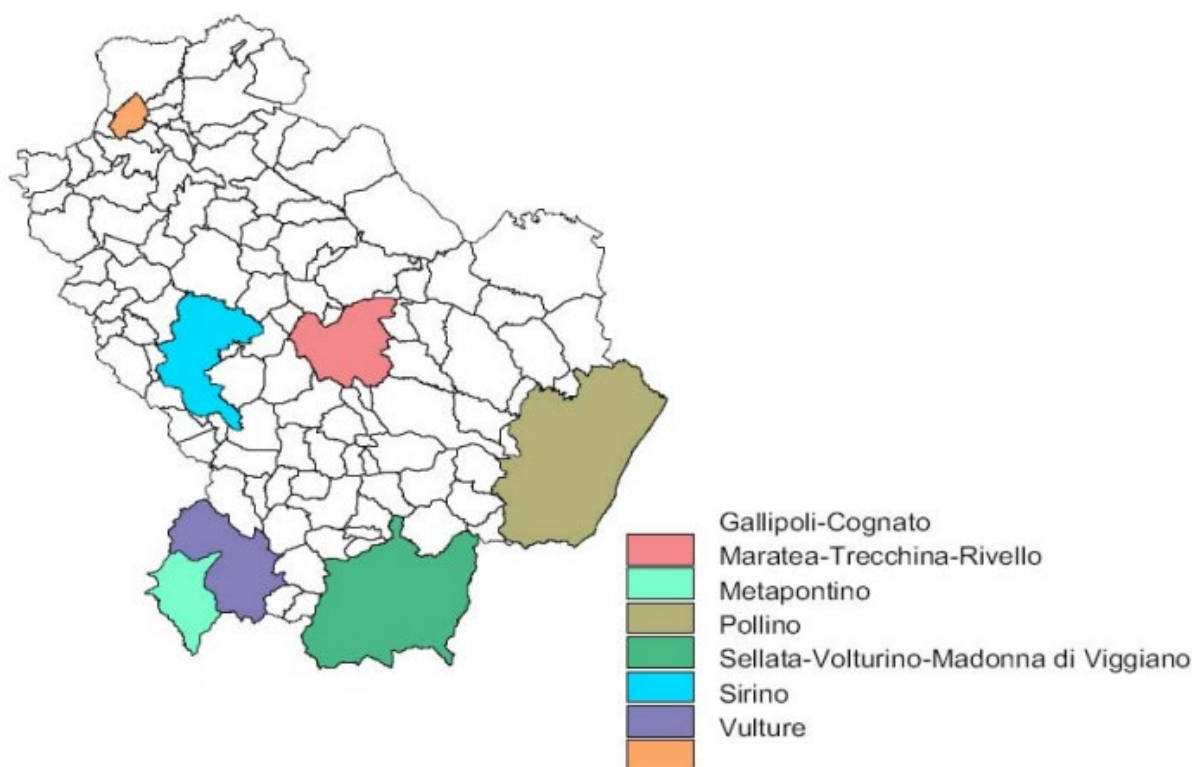 Gallipoli-Cognato
Maratea-Trecchina-Rivello
Metapontino
Pollino
Sellata-Volturino-Madonna di Viggiano
Sirino
Vulture